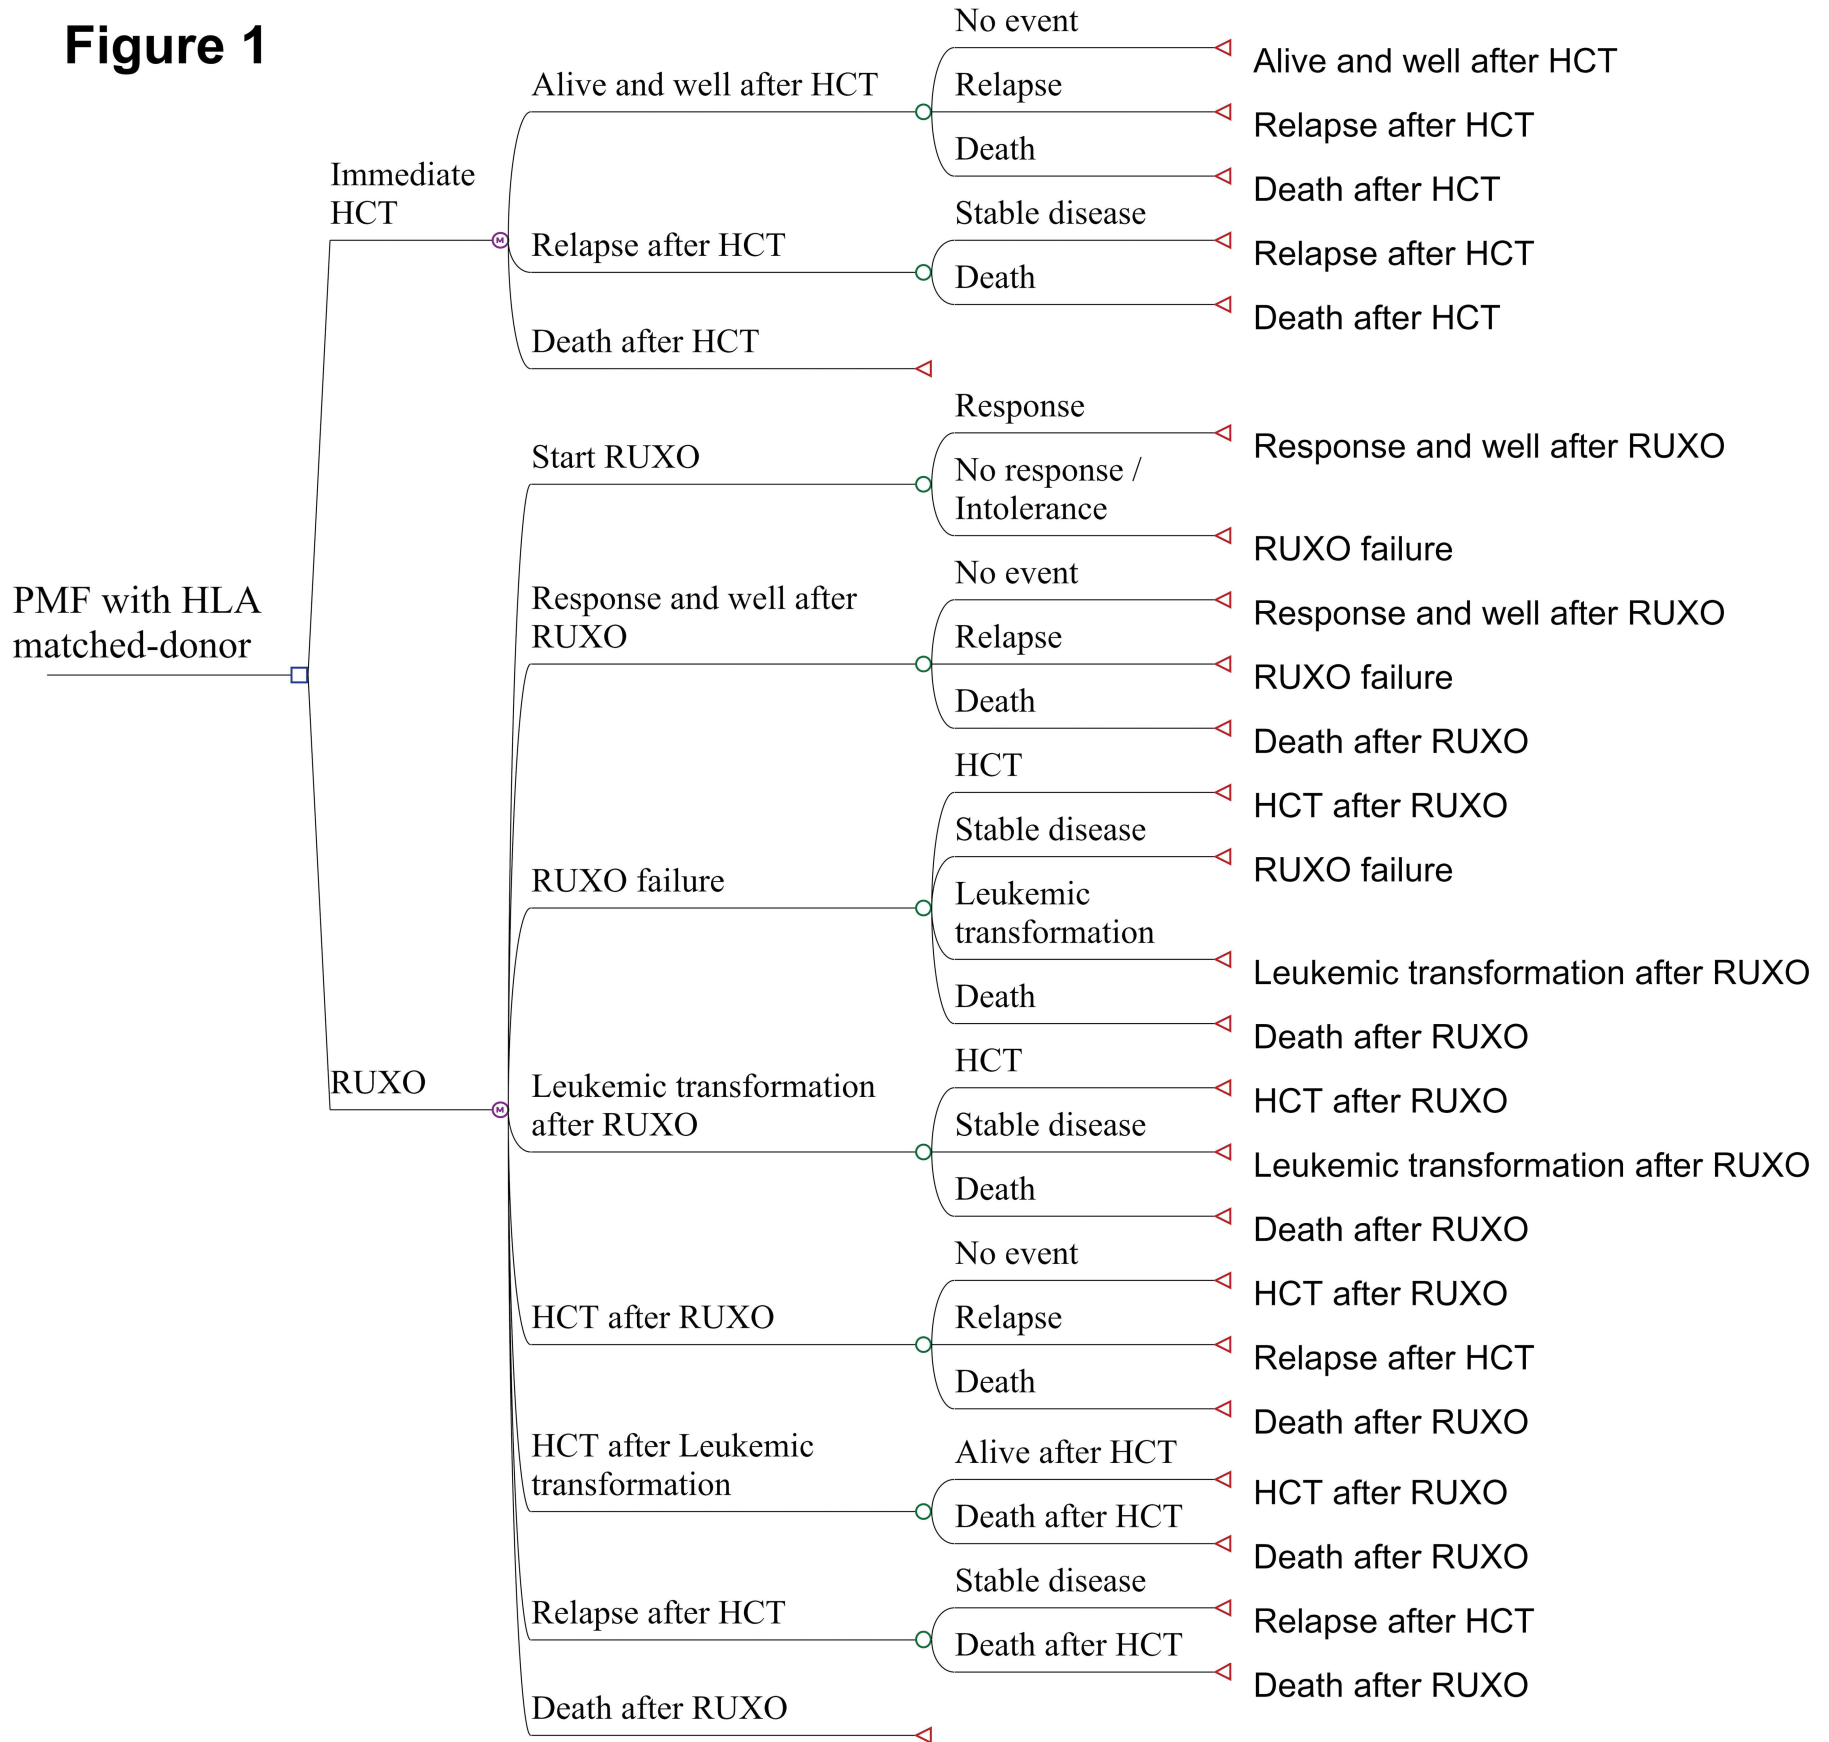 Figure 1
No event
Alive and well after HCT
Alive and well after HCT
Relapse
Relapse after HCT
Death
Death after HCT
Immediate
HCT
Stable disease
Relapse after HCT
Relapse after HCT
Death
Death after HCT
Death after HCT
Response
Response and well after RUXO
Start RUXO
No response /
Intolerance
RUXO failure
No event
Response and well after RUXO
Response and well after
RUXO
Relapse
RUXO failure
Death
Death after RUXO
PMF with HLA
matched-donor
HCT
HCT after RUXO
Stable disease
RUXO failure
RUXO failure
Leukemic
transformation
Leukemic transformation after RUXO
Death
Death after RUXO
RUXO
HCT
HCT after RUXO
Leukemic transformation
after RUXO
Stable disease
Leukemic transformation after RUXO
Death
Death after RUXO
No event
HCT after RUXO
HCT after RUXO
Relapse
Relapse after HCT
Death
Death after RUXO
HCT after Leukemic
transformation
Alive after HCT
HCT after RUXO
Death after HCT
Death after RUXO
Stable disease
Relapse after HCT
Relapse after HCT
Death after HCT
Death after RUXO
Death after RUXO